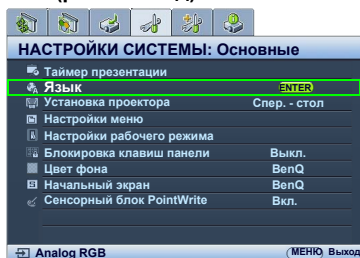 НАСТРОЙКИ СИСТЕМЫ: Основные
Таймер презентации
Язык ENTER
Установка проектора Спер. - стол
Настройки меню
Настройки рабочего режима
Блокировка клавиш панели Выкл.
Цвет фона BenQ
Начальный экран BenQ
Сенсорный блок PointWrite Вкл.
Analog RGB МЕНЮ Выход